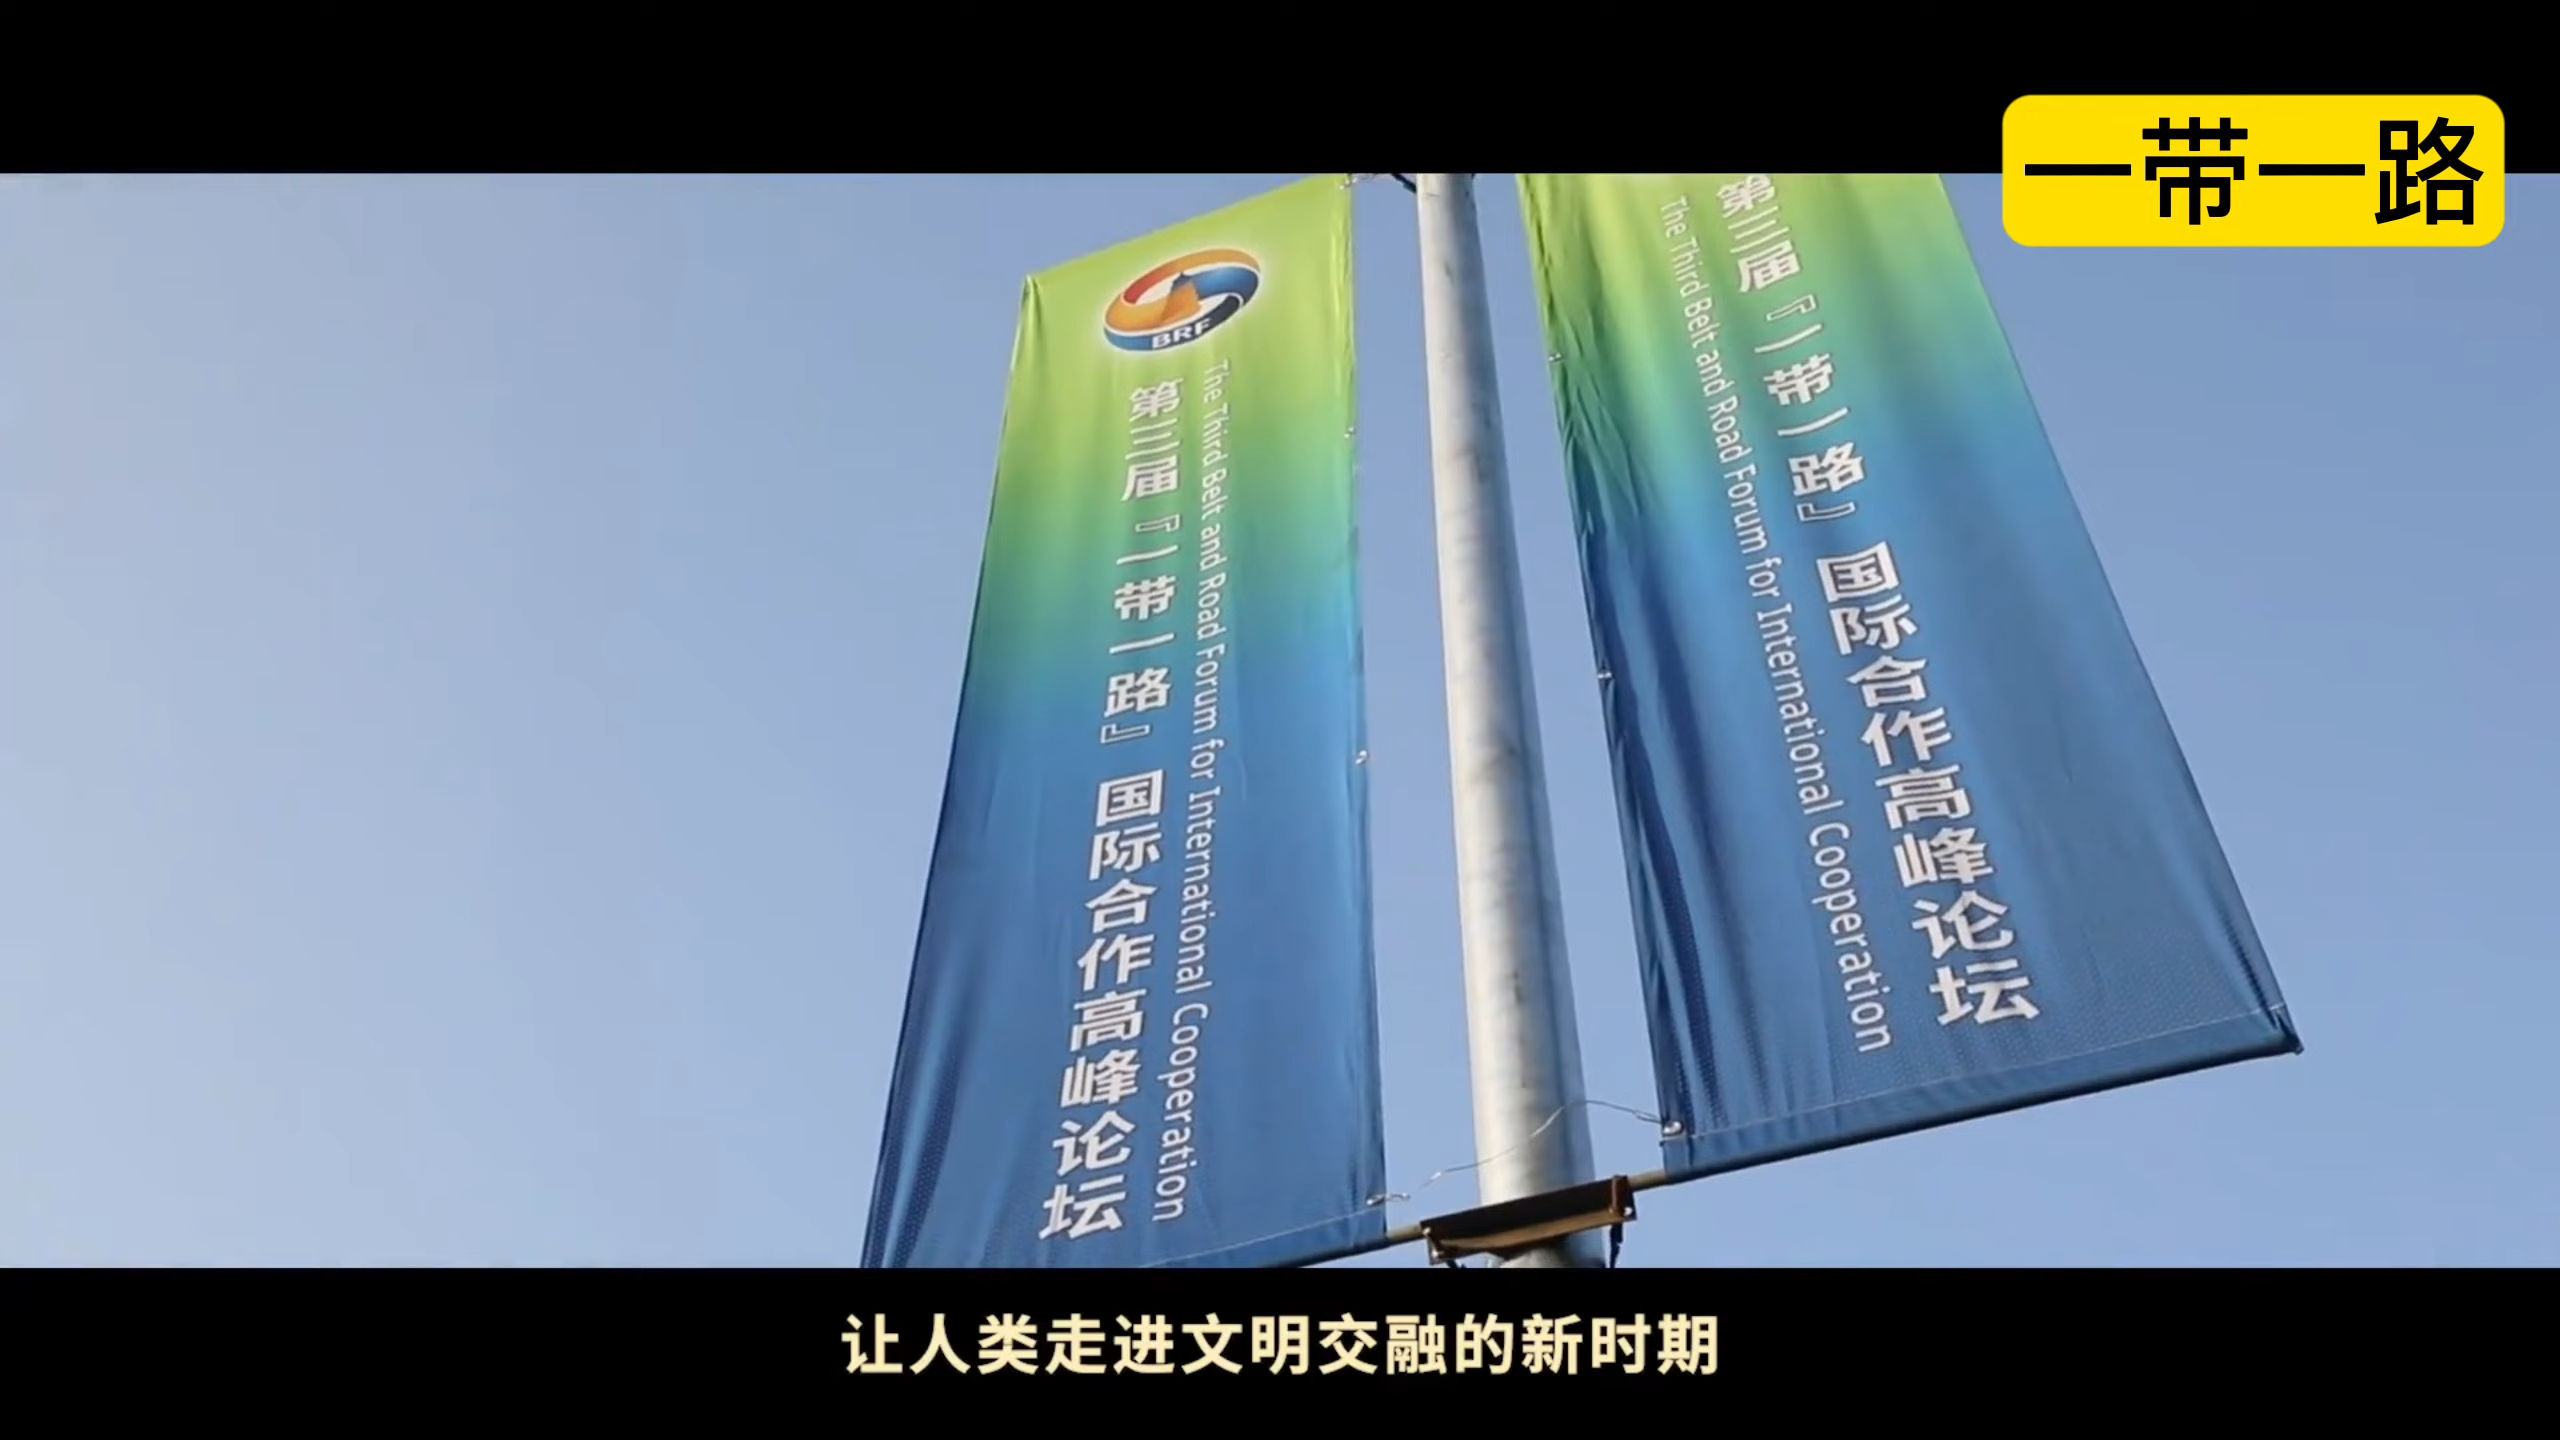 一带一路
BRF
第三届『一带一路』国际合作高峰论坛
The Third Belt and Road Forum for International Cooperation
第三届『一带一路』国际合作高峰论坛
The Third Belt and Road Forum for International Cooperation
让人类走进文明交融的新时期